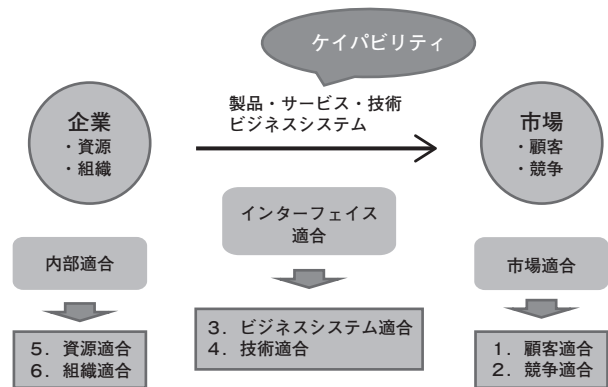 ケイパビリティ
製品・サービス・技術
ビジネスシステム
企業
・資源
・組織
市場
・顧客
・競争
内部適合
インターフェイス
適合
市場適合
5．資源適合
6．組織適合
3．ビジネスシステム適合
4．技術適合
1．顧客適合
2．競争適合